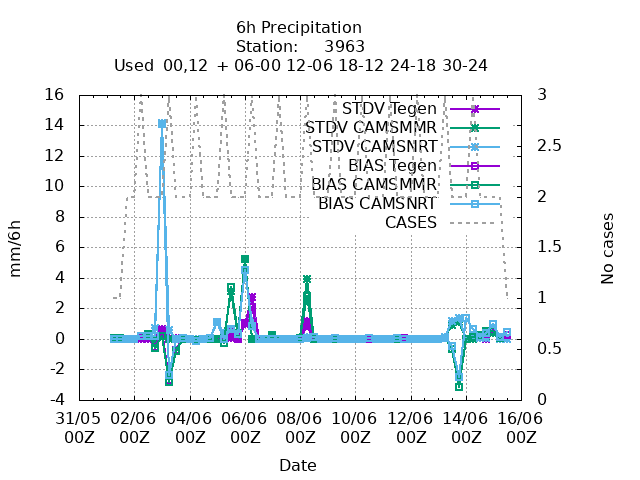 6h Precipitation
Station: 3963
Used 00,12 + 06-00 12-06 18-12 24-18 30-24
16
14
12
10
8
6
4
2
0
-2
-4
mm/6h
3
2.5
2
1.5
1
0.5
0
No cases
STDV Tegen
STDV CAMSMMR
STDV CAMSNRT
BIAS Tegen
BIAS CAMSMMR
BIAS CAMSNRT
CASES
31/05 02/06 04/06 06/06 08/06 10/06 12/06 14/06 16/06
00Z 00Z 00Z 00Z 00Z 00Z 00Z 00Z 00Z
Date